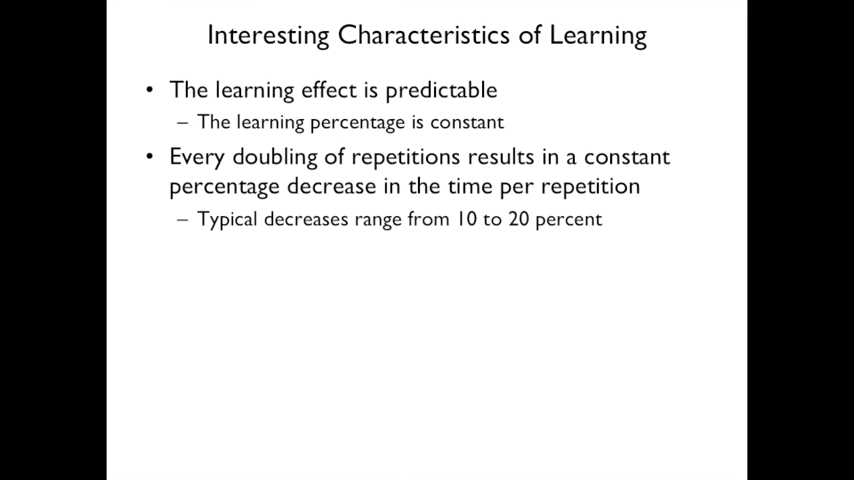 Interesting Characteristics of Learning
• The learning effect is predictable
– The learning percentage is constant
• Every doubling of repetitions results in a constant
percentage decrease in the time per repetition
– Typical decreases range from 10 to 20 percent